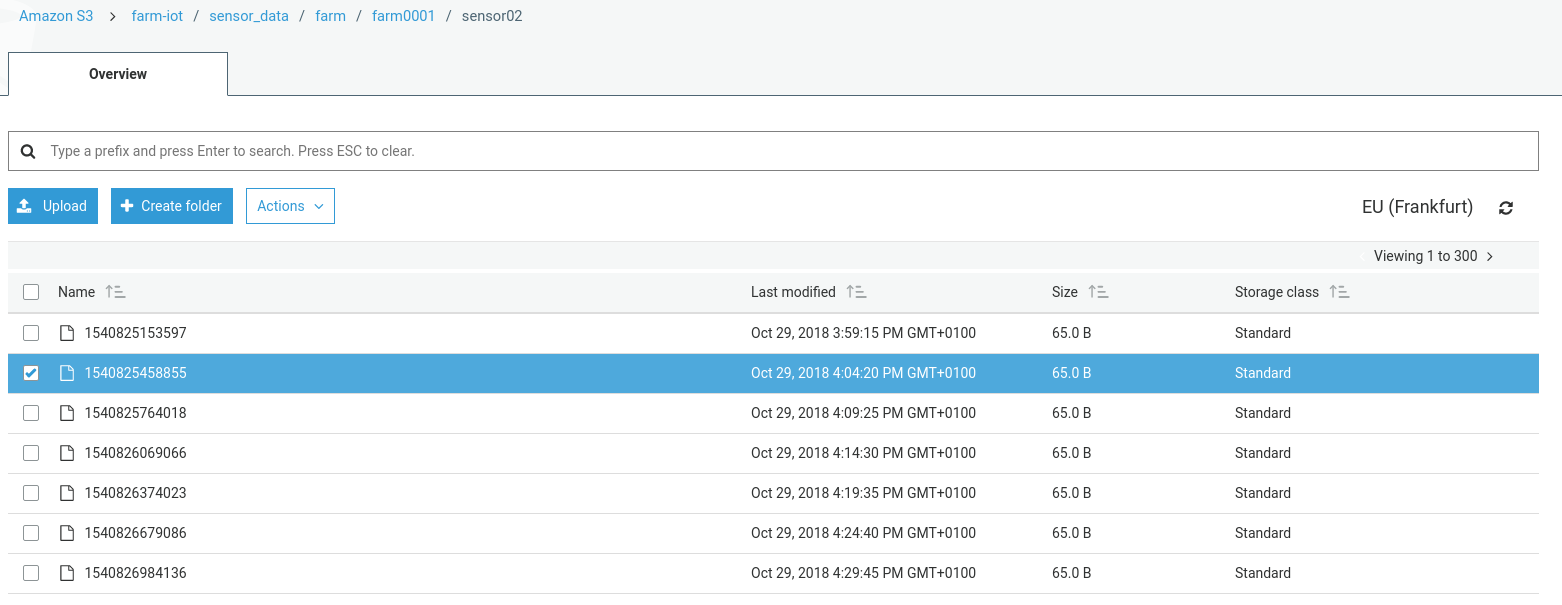 Amazon S3 > farm-iot / sensor_data / farm / farm0001 / sensor02
Overview
Type a prefix and press Enter to search. Press ESC to clear.
Upload Create folder Actions EU (Frankfurt)
Viewing 1 to 300
Name Last modified Size Storage class
1540825153597 Oct 29, 2018 3:59:15 PM GMT+0100 65.0 B Standard
1540825458855 Oct 29, 2018 4:04:20 PM GMT+0100 65.0 B Standard
1540825764018 Oct 29, 2018 4:09:25 PM GMT+0100 65.0 B Standard
1540826069066 Oct 29, 2018 4:14:30 PM GMT+0100 65.0 B Standard
1540826374023 Oct 29, 2018 4:19:35 PM GMT+0100 65.0 B Standard
1540826679086 Oct 29, 2018 4:24:40 PM GMT+0100 65.0 B Standard
1540826984136 Oct 29, 2018 4:29:45 PM GMT+0100 65.0 B Standard